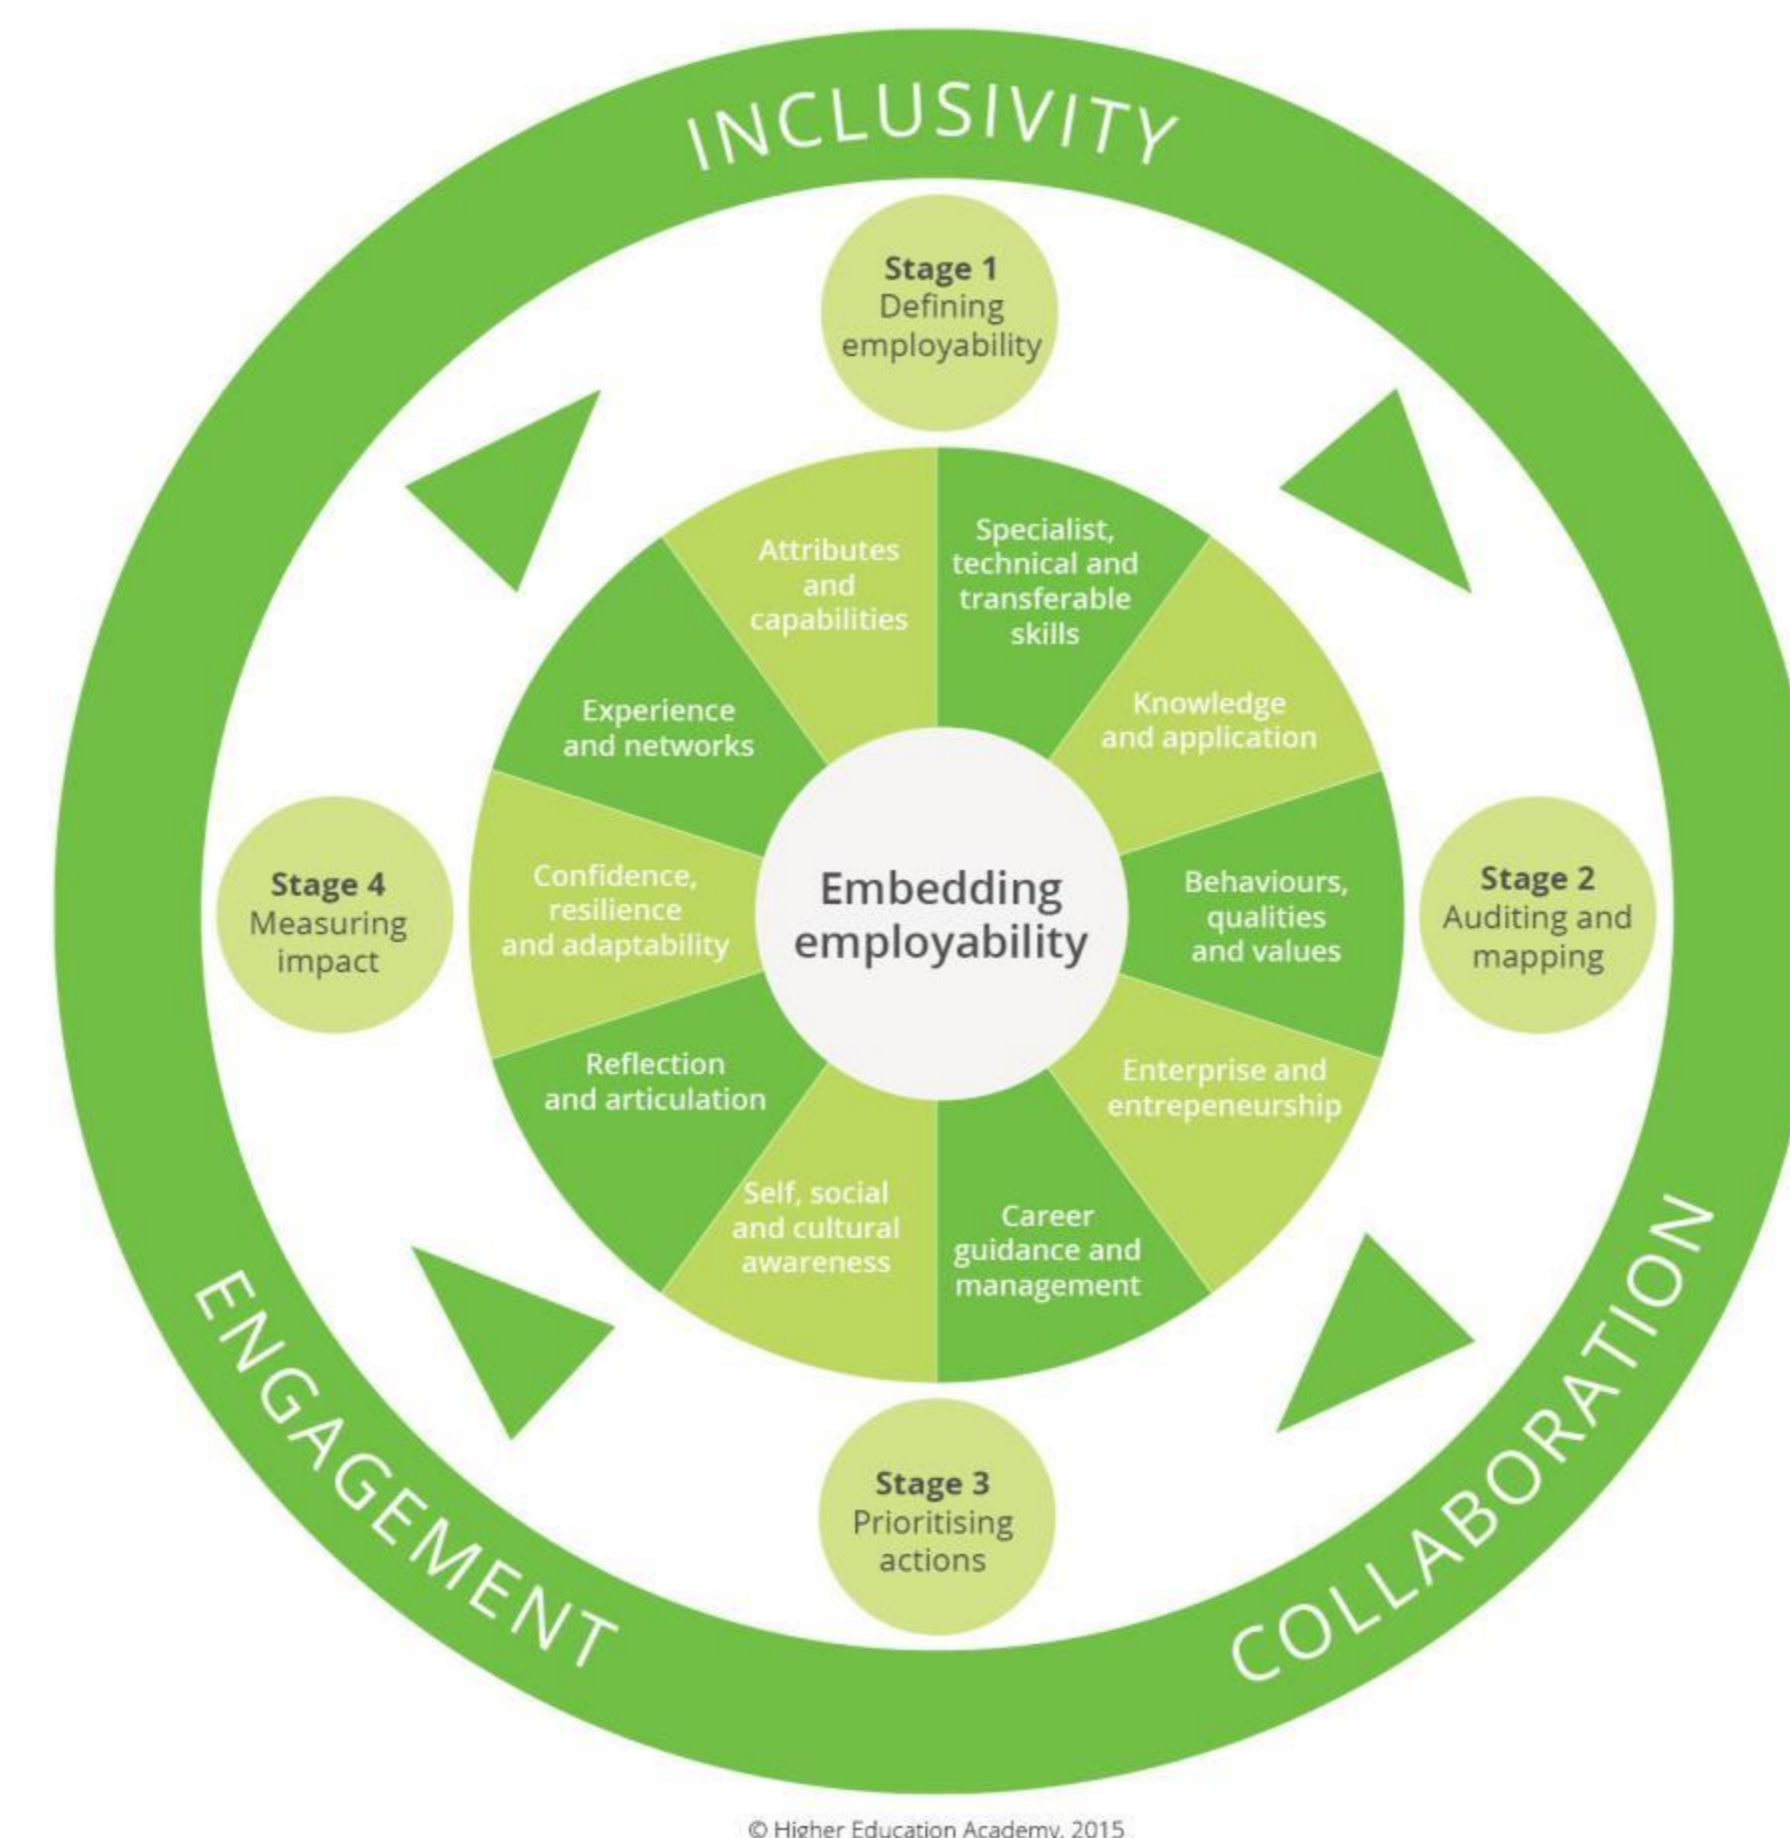 INCLUSIVITY
Stage 1
Defining
employability
Attributes
and
capabilities
Specialist,
technical and
transferable
skills
Knowledge
and application
Experience
and networks
Behaviours,
qualities
and values
Stage 2
Auditing and
mapping
Embedding
employability
Stage 4
Measuring
impact
Confidence,
resilience
and adaptability
Reflection
and articulation
Enterprise and
entrepeneurship
Self, social
and cultural
awareness
Career
guidance and
management
Stage 3
Prioritising
actions
ENGAGEMENT
COLLABORATION
© Higher Education Academy, 2015